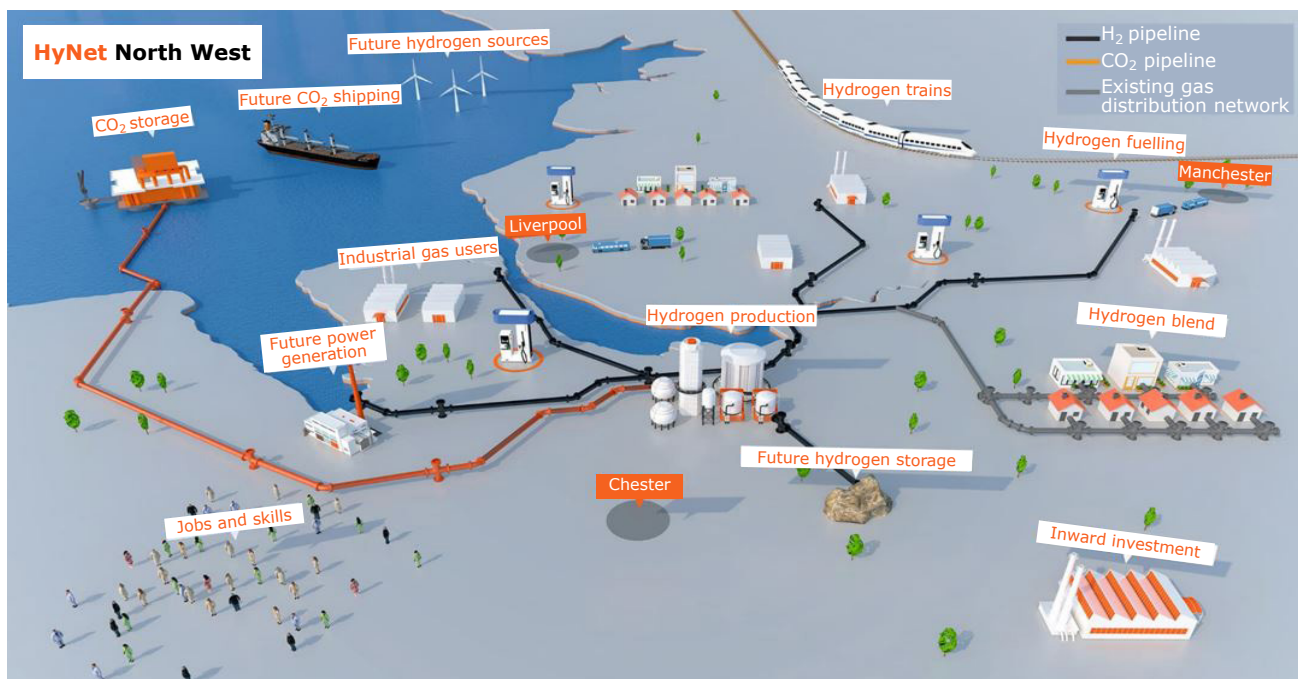 HyNet North West
Future hydrogen sources
H₂ pipeline
CO₂ pipeline
Existing gas
distribution network
Future CO₂ shipping
CO₂ storage
Hydrogen trains
Hydrogen fuelling
Manchester
Liverpool
Industrial gas users
Hydrogen production
Hydrogen blend
Future power
generation
Future hydrogen storage
Chester
Jobs and skills
Inward investment